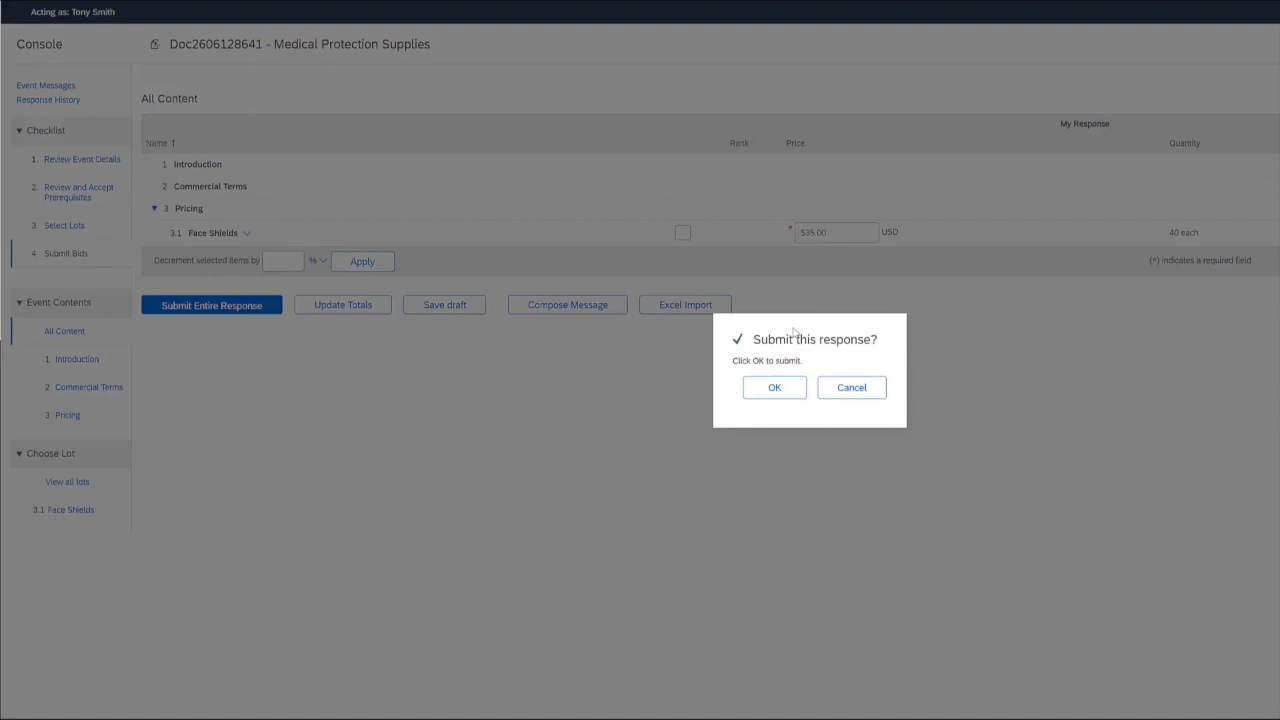 Acting as: Tony Smith
Console
Doc2606128641 - Medical Protection Supplies
Event Messages
Response History
Checklist
1. Review Event Details
2. Review and Accept
Prerequisites
3. Select Lots
4 Submit Bids
Event Contents
All Content
1 Introduction
2 Commercial Terms
3 Pricing
Choose Lot
View all lots
3.1 Face Shields
All Content
My Response
Name ↑ Rank Price Quantity
1 Introduction
2 Commercial Terms
3 Pricing
3.1 Face Shields * $35.00 USD 40 each
Decrement selected items by % Apply (*) indicates a required field
Submit Entire Response Update Totals Save draft Compose Message Excel Import
Submit this response?
Click OK to submit.
OK Cancel